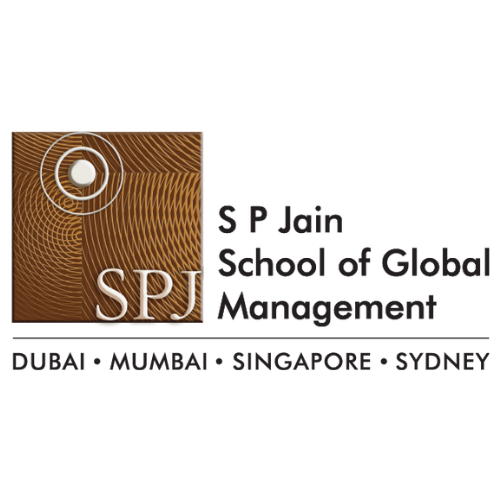 SPJ
S P Jain
School of Global
Management
DUBAI • MUMBAI • SINGAPORE • SYDNEY